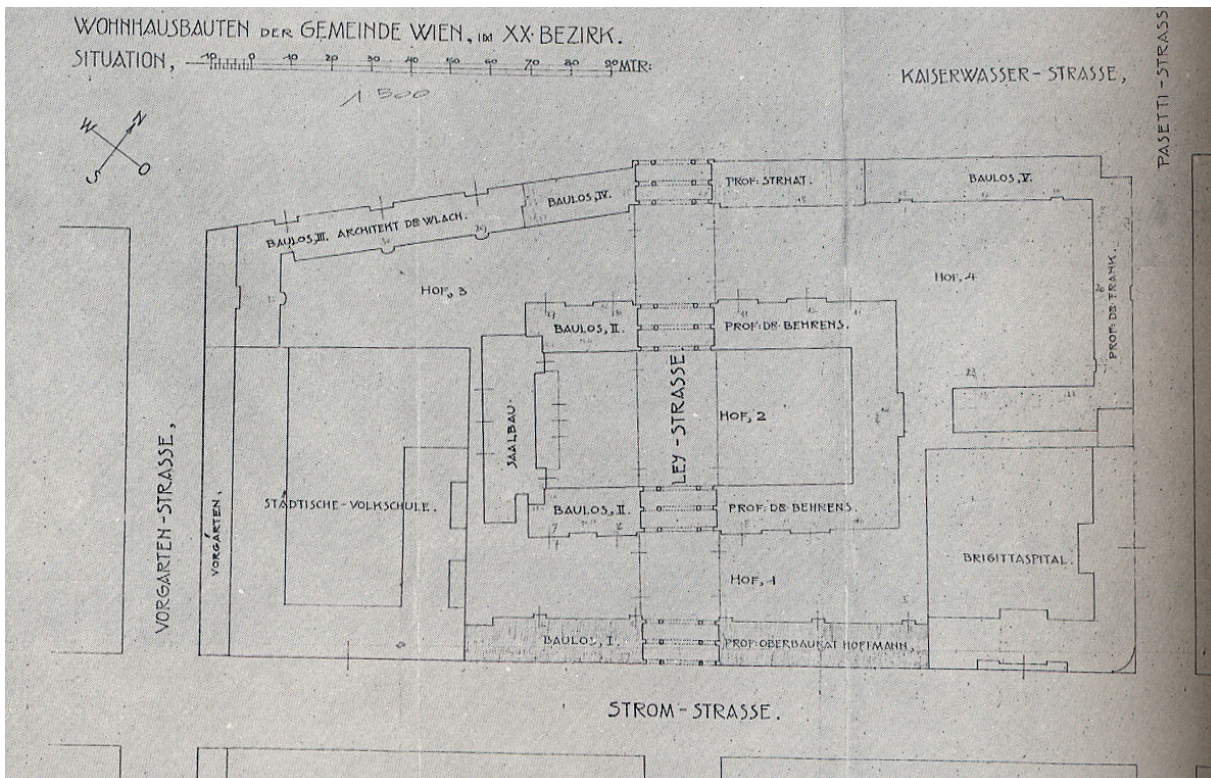 WOHNHAUSBAUTEN DER GEMEINDE WIEN, IM XX. BEZIRK.
SITUATION, 10 0 10 20 30 40 50 60 70 80 90 MTR:
1:500
KAISERWASSER-STRASSE,
PASETTI-STRASS
N
W
S
O
PROF: STRNAT.
BAULOS, V.
BAULOS, IV.
BAULOS, III. ARCHITEKT DR WLACH.
HOF, 3
HOF, 4
PROF: DR FRANK.
BAULOS, II.
PROF: DR BEHRENS.
SAALBAU.
LEY-STRASSE.
HOF, 2
VORGARTEN-STRASSE,
VORGÄRTEN,
STÄDTISCHE-VOLKSCHULE.
BAULOS, II.
PROF: DR BEHRENS.
HOF, 1
BRIGITTASPITAL.
BAULOS, I.
PROF: OBERBAURAT HOFFMANN,
STROM-STRASSE.